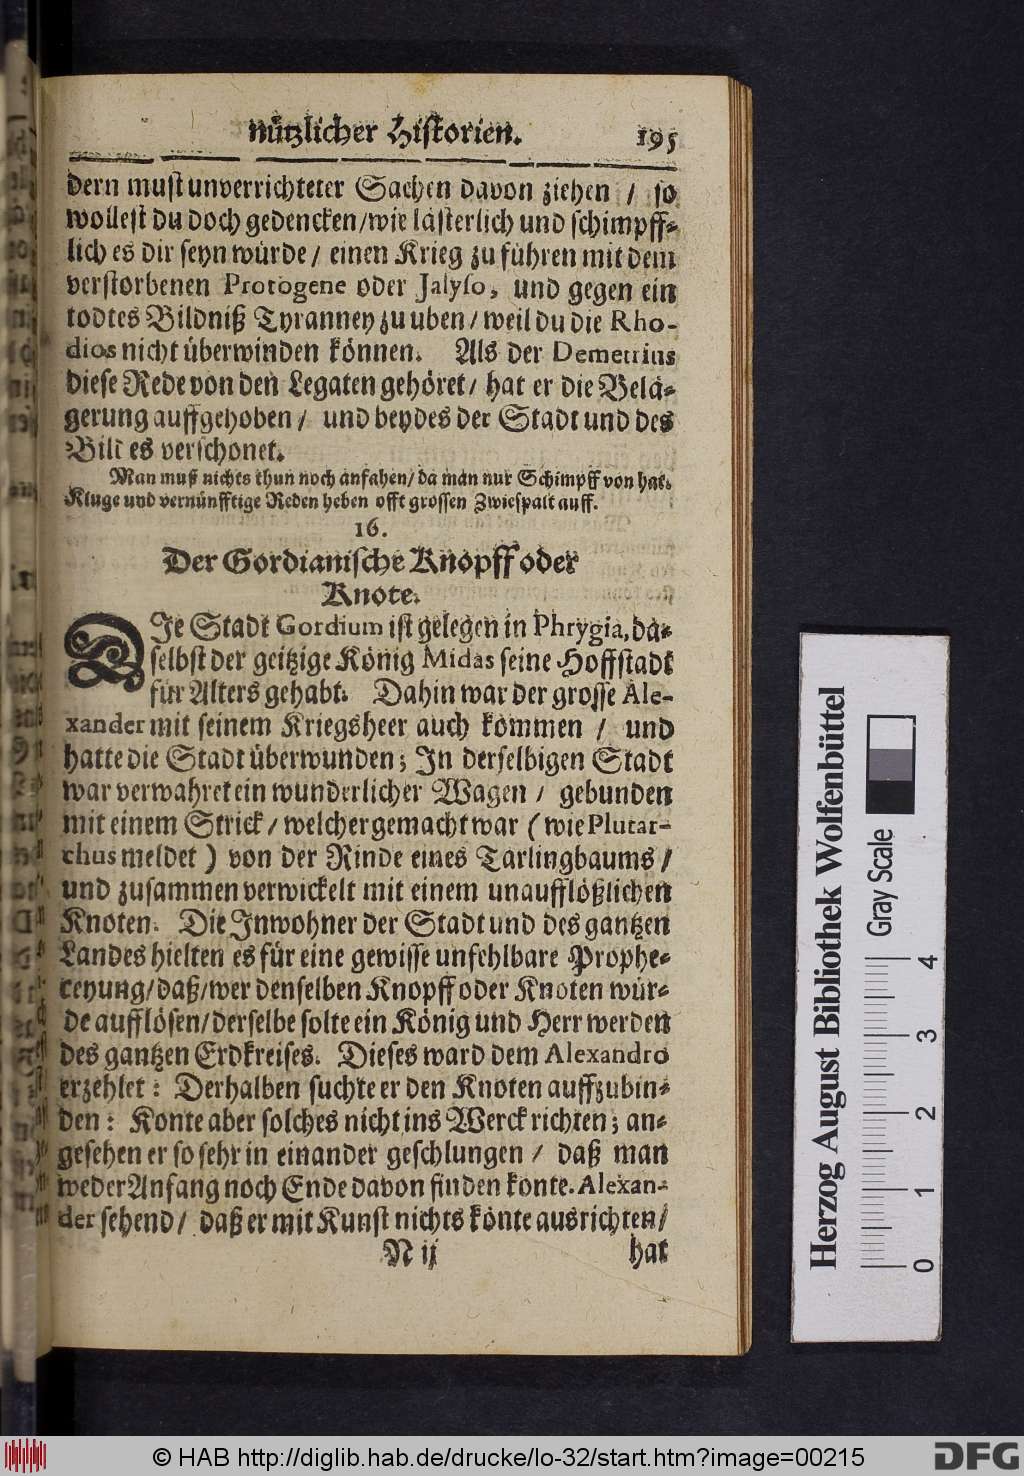 nützlicher Historien. 195
dern must unverrichteter Sachen davon ziehen / so
wollest du doch gedencken / wie lästerlich und schimpff-
lich es dir seyn würde / einen Krieg zu führen mit dem
verstorbenen Protogene oder Jalyso, und gegen ein
todtes Bildniß Tyranney zu uben / weil du die Rho-
dios nicht überwinden können. Als der Demetrius
diese Rede von den Legaten gehöret / hat er die Belä-
gerung auffgehoben / und beydes der Stadt und des
Bildes verschonet.
Man muß nichts thun noch anfahen / da man nur Schimpff von hat.
Kluge und vernünfftige Reden heben offt grossen Zwiespalt auff.
16.
Der Gordianische Knopff oder
Knote.
DIe Stadt Gordium ist gelegen in Phrygia, da-
selbst der geitzige König Midas seine Hoffstadt
für Alters gehabt. Dahin war der grosse Ale-
xander mit seinem Kriegsheer auch kommen / und
hatte die Stadt überwunden; In derselbigen Stadt
war verwahret ein wunderlicher Wagen / gebunden
mit einem Strick / welcher gemacht war ( wie Plutar-
chus meldet ) von der Rinde eines Tarlingbaums /
und zusammen verwickelt mit einem unaufflößlichen
Knoten. Die Inwohner der Stadt und des gantzen
Landes hielten es für eine gewisse unfehlbare Prophe-
ceyung / daß / wer denselben Knopff oder Knoten wür-
de aufflösen / derselbe solte ein König und Herr werden
des gantzen Erdkreises. Dieses ward dem Alexandro
erzehlet: Derhalben suchte er den Knoten auffzubin-
den: Konte aber solches nicht ins Werck richten; an-
gesehen er so sehr in einander geschlungen / daß man
weder Anfang noch Ende davon finden konte. Alexan-
der sehend / daß er mit Kunst nichts könte ausrichten /
N ij hat
Herzog August Bibliothek Wolfenbüttel
Gray Scale
0 1 2 3 4
© HAB http://diglib.hab.de/drucke/lo-32/start.htm?image=00215
DFG